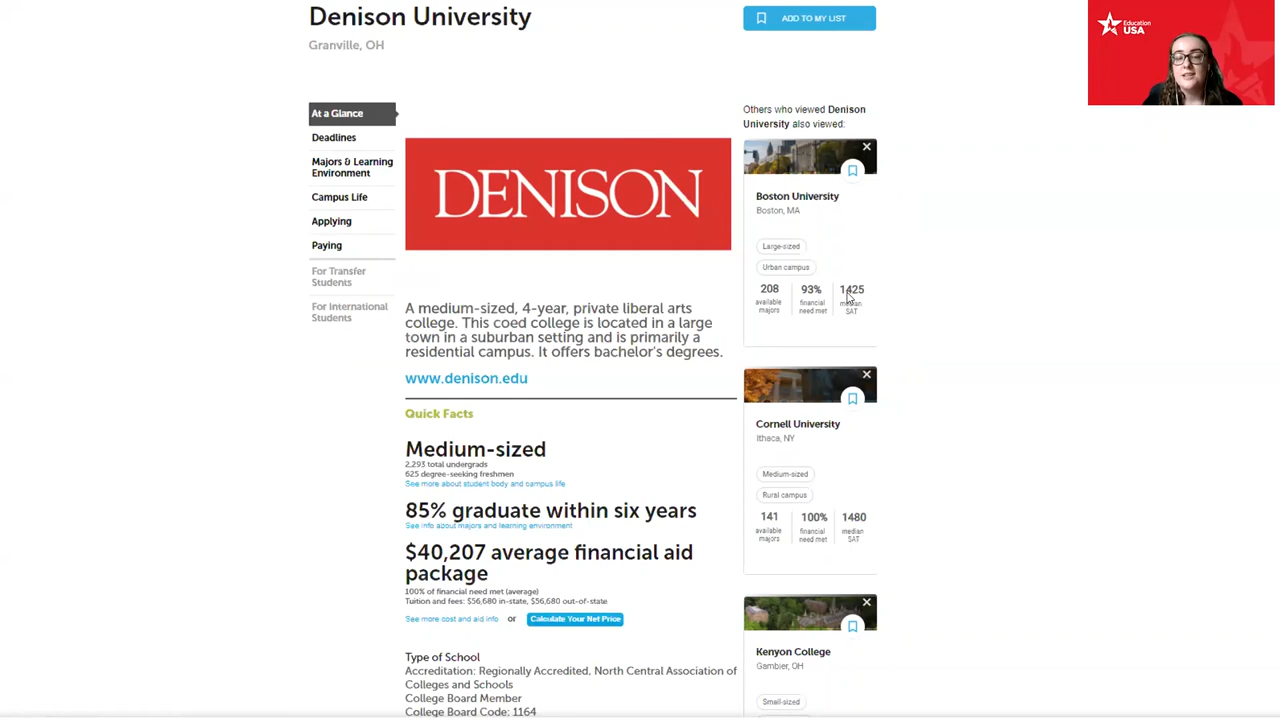 Denison University
Granville, OH
ADD TO MY LIST
Education
USA
At a Glance
Deadlines
Majors & Learning
Environment
Campus Life
Applying
Paying
For Transfer
Students
For International
Students
DENISON
A medium-sized, 4-year, private liberal arts
college. This coed college is located in a large
town in a suburban setting and is primarily a
residential campus. It offers bachelor's degrees.
www.denison.edu
Quick Facts
Medium-sized
2,293 total undergrads
625 degree-seeking freshmen
See more about student body and campus life
85% graduate within six years
See info about majors and learning environment
$40,207 average financial aid
package
100% of financial need met (average)
Tuition and fees: $56,680 in-state, $56,680 out-of-state
See more cost and aid info or Calculate Your Net Price
Type of School
Accreditation: Regionally Accredited, North Central Association of
Colleges and Schools
College Board Member
College Board Code: 1164
Others who viewed Denison
University also viewed:
Boston University
Boston, MA
Large-sized
Urban campus
208 93% 1425
available financial median
majors need met SAT
Cornell University
Ithaca, NY
Medium-sized
Rural campus
141 100% 1480
available financial median
majors need met SAT
Kenyon College
Gambier, OH
Small-sized